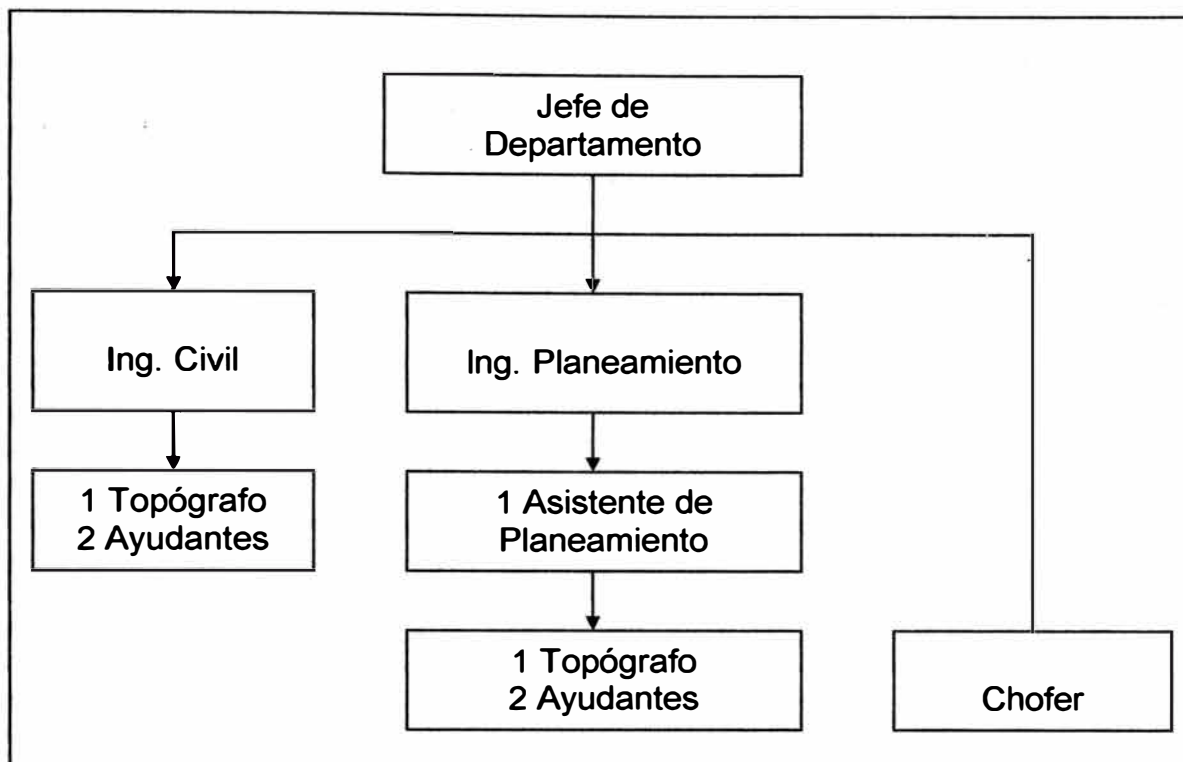 Jefe de
Departamento
Ing. Civil
Ing. Planeamiento
1 Topógrafo
2 Ayudantes
1 Asistente de
Planeamiento
1 Topógrafo
2 Ayudantes
Chofer